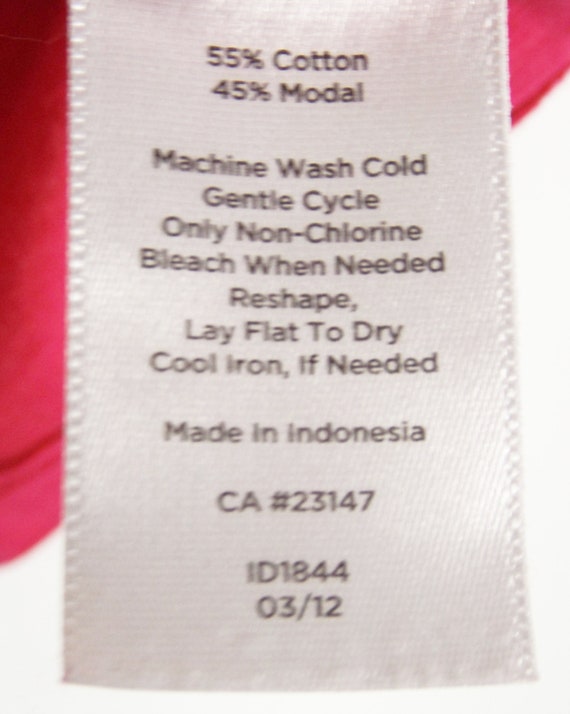 55% Cotton
45% Modal
Machine Wash Cold
Gentle Cycle
Only Non-Chlorine
Bleach When Needed
Reshape,
Lay Flat To Dry
Cool Iron, If Needed
Made In Indonesia
CA #23147
ID1844
03/12